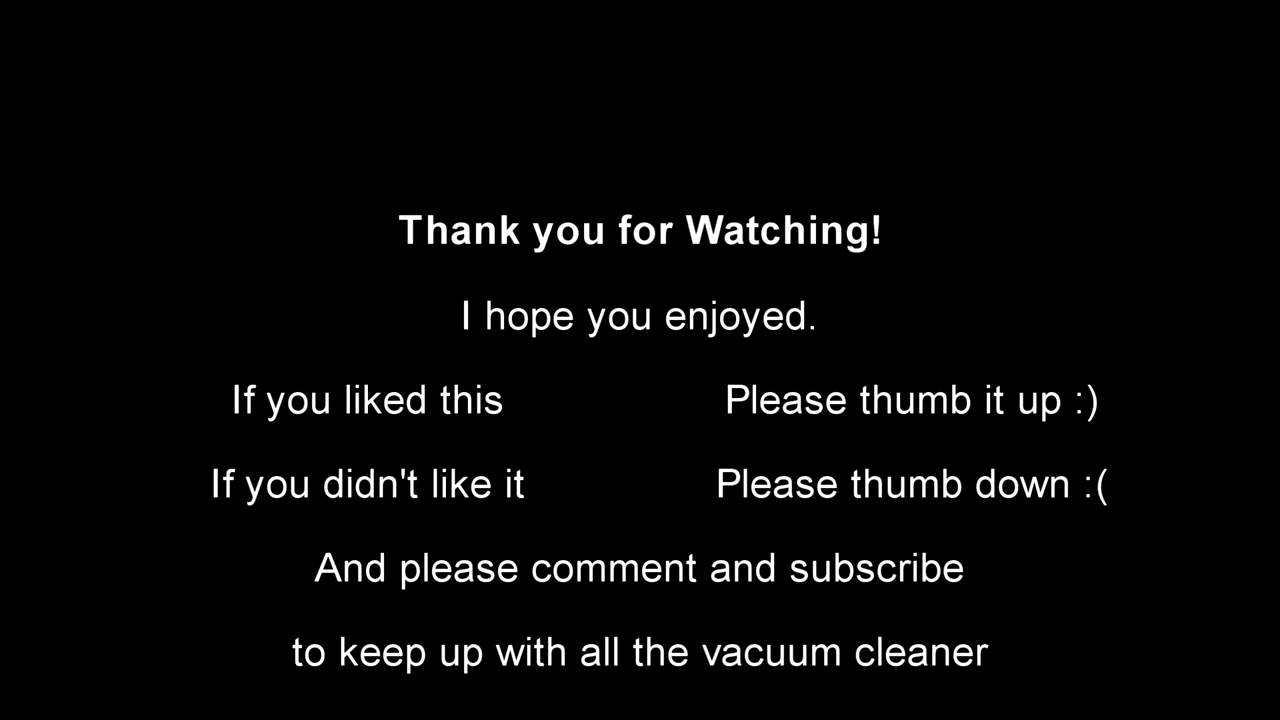 Thank you for Watching!
I hope you enjoyed.
If you liked this Please thumb it up :)
If you didn't like it Please thumb down :(
And please comment and subscribe
to keep up with all the vacuum cleaner